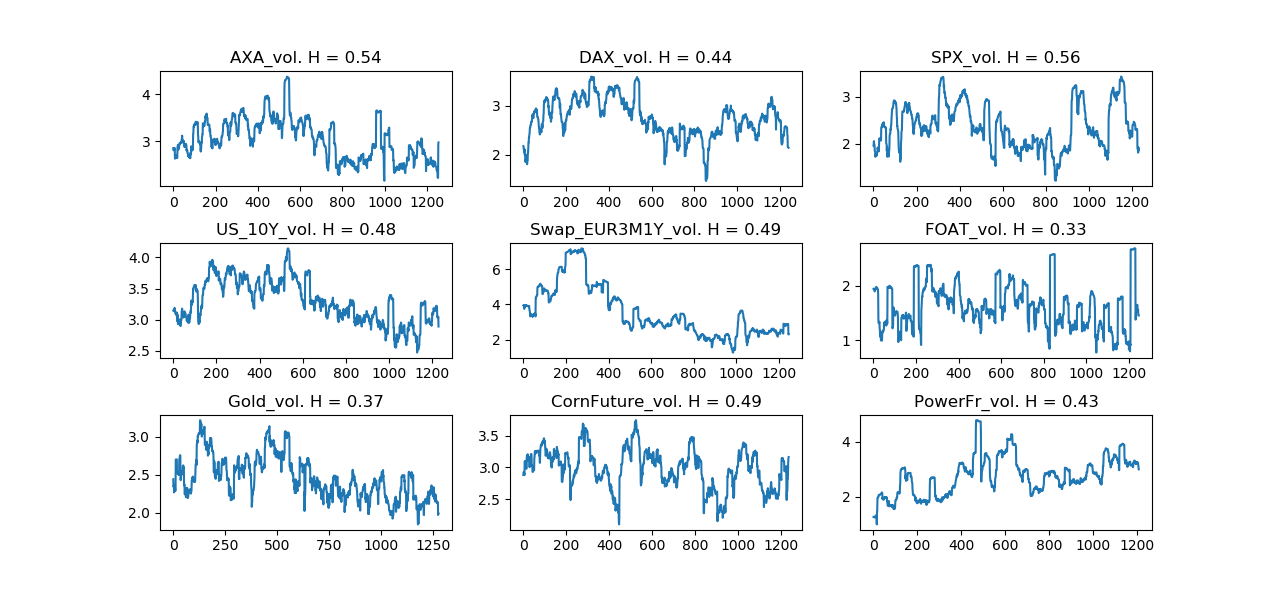 AXA_vol. H = 0.54
4
3
0 200 400 600 800 1000 1200
DAX_vol. H = 0.44
3
2
0 200 400 600 800 1000 1200
SPX_vol. H = 0.56
3
2
0 200 400 600 800 1000 1200
US_10Y_vol. H = 0.48
4.0
3.5
3.0
2.5
0 200 400 600 800 1000 1200
Swap_EUR3M1Y_vol. H = 0.49
6
4
2
0 200 400 600 800 1000 1200
FOAT_vol. H = 0.33
2
1
0 200 400 600 800 1000 1200
Gold_vol. H = 0.37
3.0
2.5
2.0
0 250 500 750 1000 1250
CornFuture_vol. H = 0.49
3.5
3.0
2.5
0 200 400 600 800 1000 1200
PowerFr_vol. H = 0.43
4
2
0 200 400 600 800 1000 1200